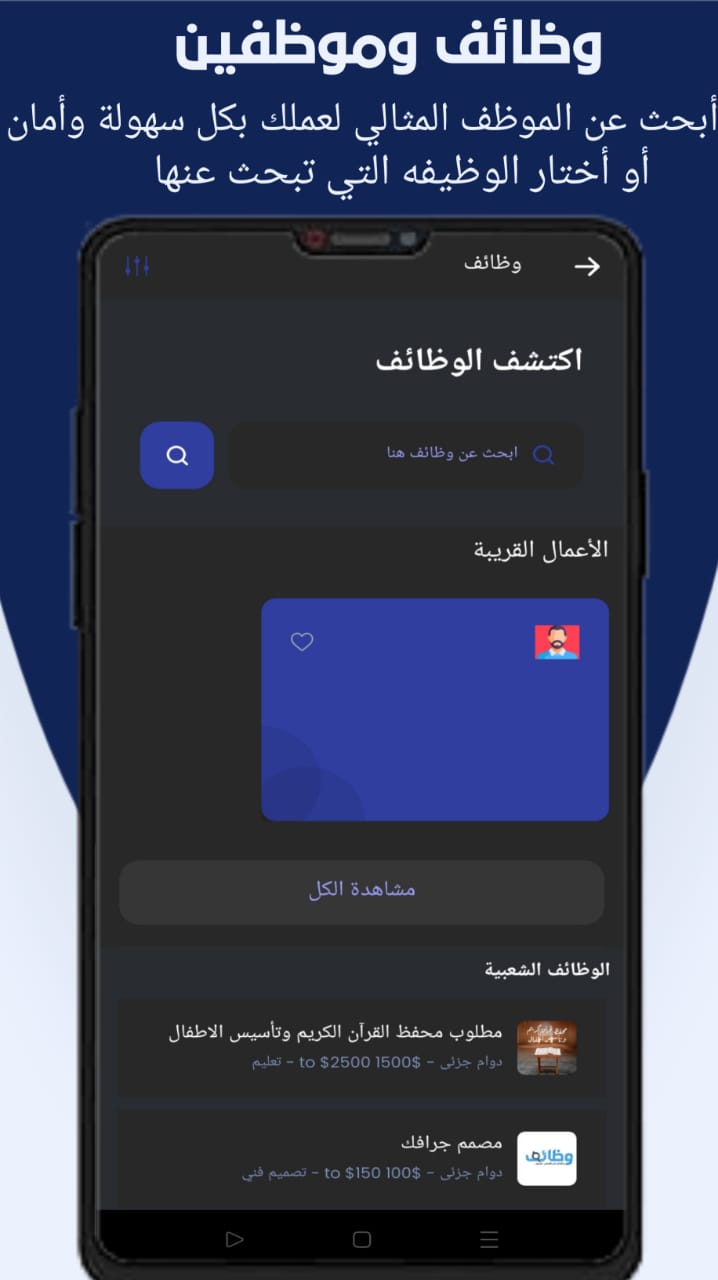 وظائف وموظفين
أبحث عن الموظف المثالي لعملك بكل سهولة وأمان
أو أختار الوظيفه التي تبحث عنها
وظائف
اكتشف الوظائف
ابحث عن وظائف هنا
الأعمال القريبة
مشاهدة الكل
الوظائف الشعبية
مطلوب محفظ القرآن الكريم وتأسيس الاطفال
دوام جزئى - $1500 to $2500 - تعليم
مصمم جرافك
وظائف
دوام جزئى - $100 to $150 - تصميم فني